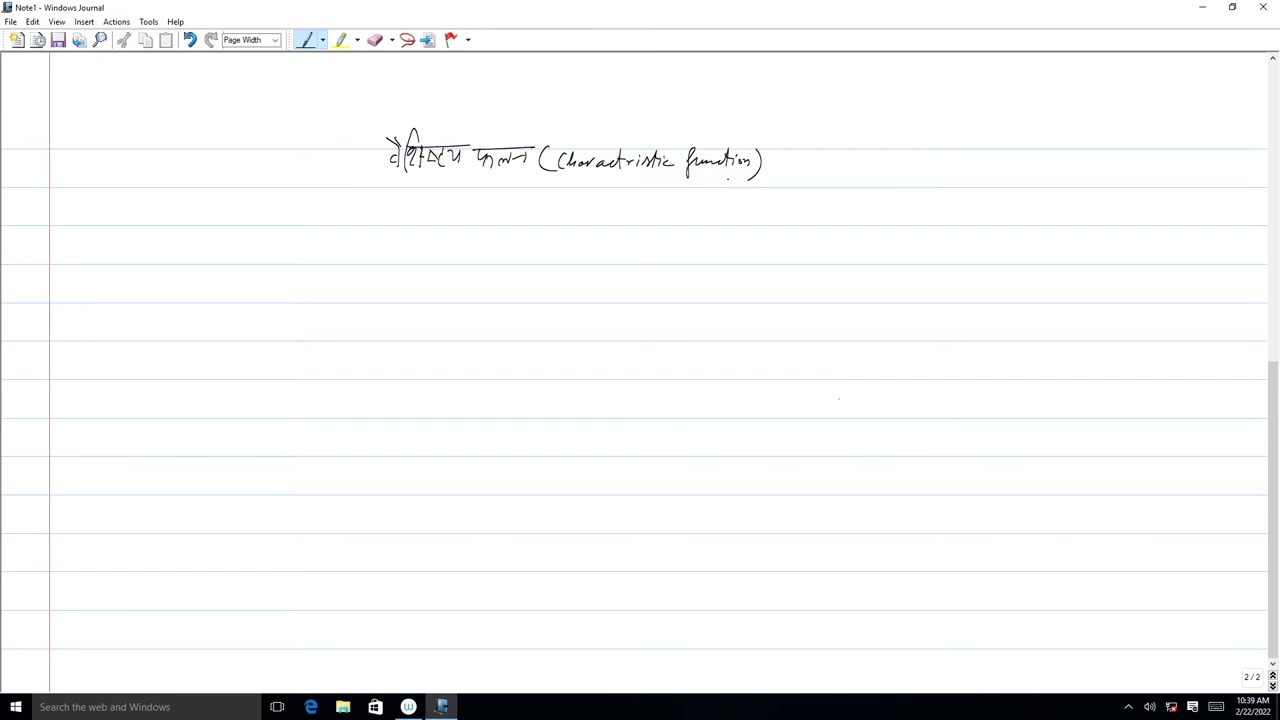 Note1 - Windows Journal
File Edit View Insert Actions Tools Help
Page Width
वैशिष्ट्य फलन (Charactristic function)
2 / 2
Search the web and Windows
10:39 AM
2/22/2022